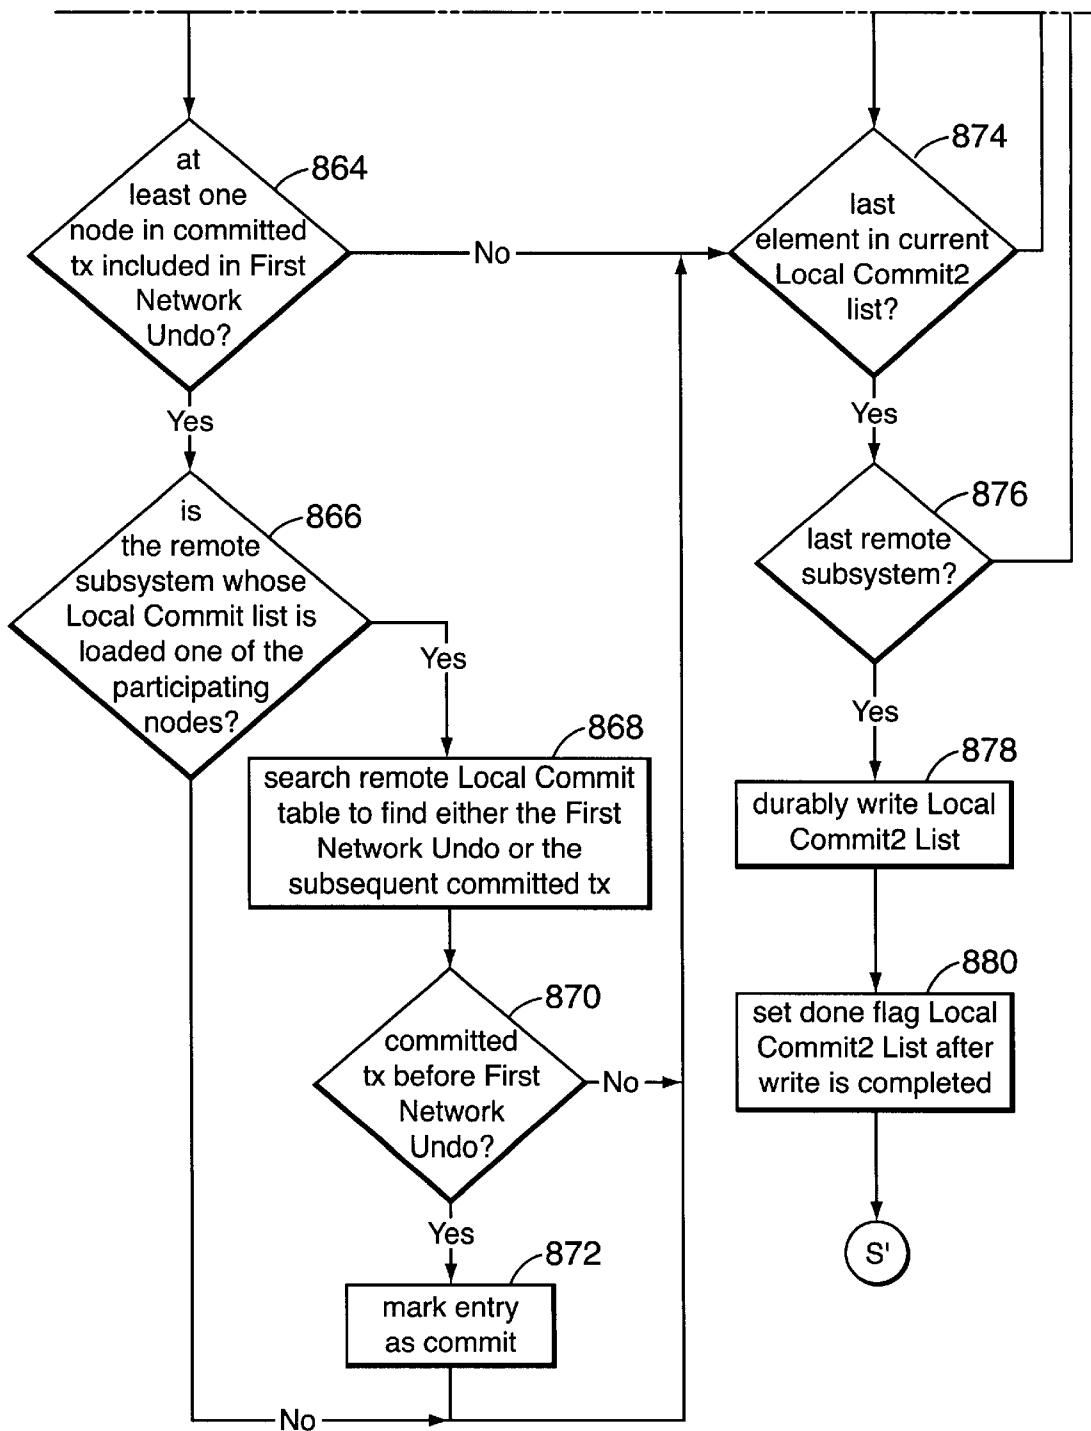 at
least one
node in committed
tx included in First
Network
Undo?
864
No
Yes
is
the remote
subsystem whose
Local Commit list is
loaded one of the
participating
nodes?
866
Yes
868
search remote Local Commit
table to find either the First
Network Undo or the
subsequent committed tx
870
committed
tx before First
Network
Undo?
No
Yes
872
mark entry
as commit
No
874
last
element in current
Local Commit2
list?
Yes
876
last remote
subsystem?
Yes
878
durably write Local
Commit2 List
880
set done flag Local
Commit2 List after
write is completed
S'